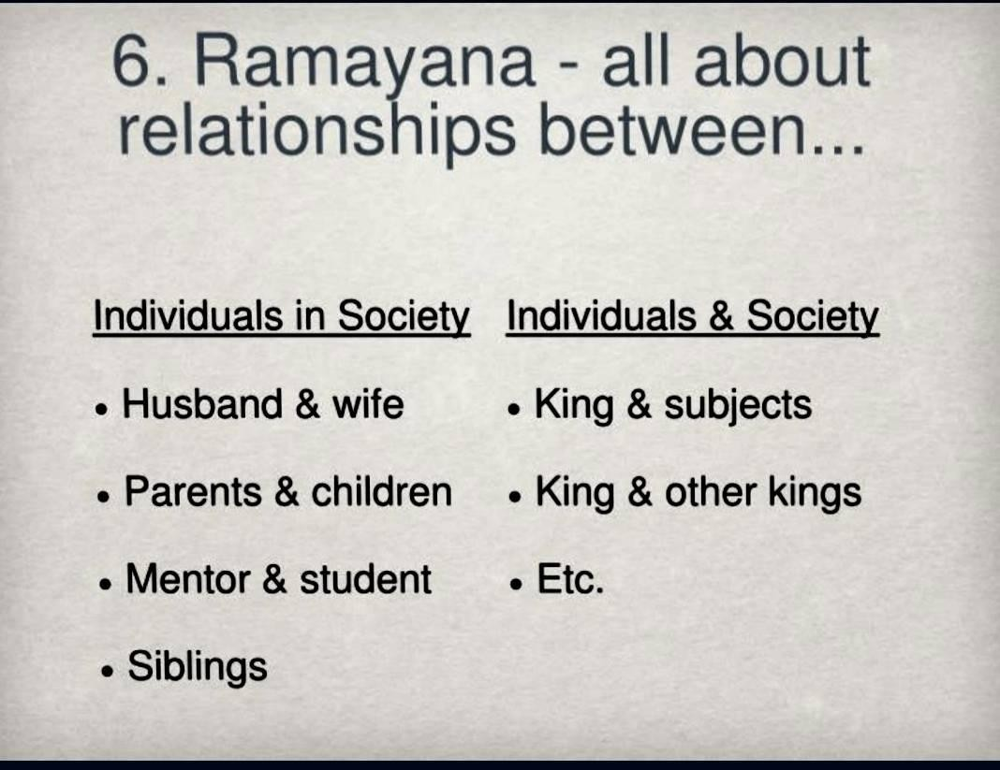 6. Ramayana - all about
relationships between...
Individuals in Society
• Husband & wife
• Parents & children
• Mentor & student
• Siblings
Individuals & Society
• King & subjects
• King & other kings
• Etc.